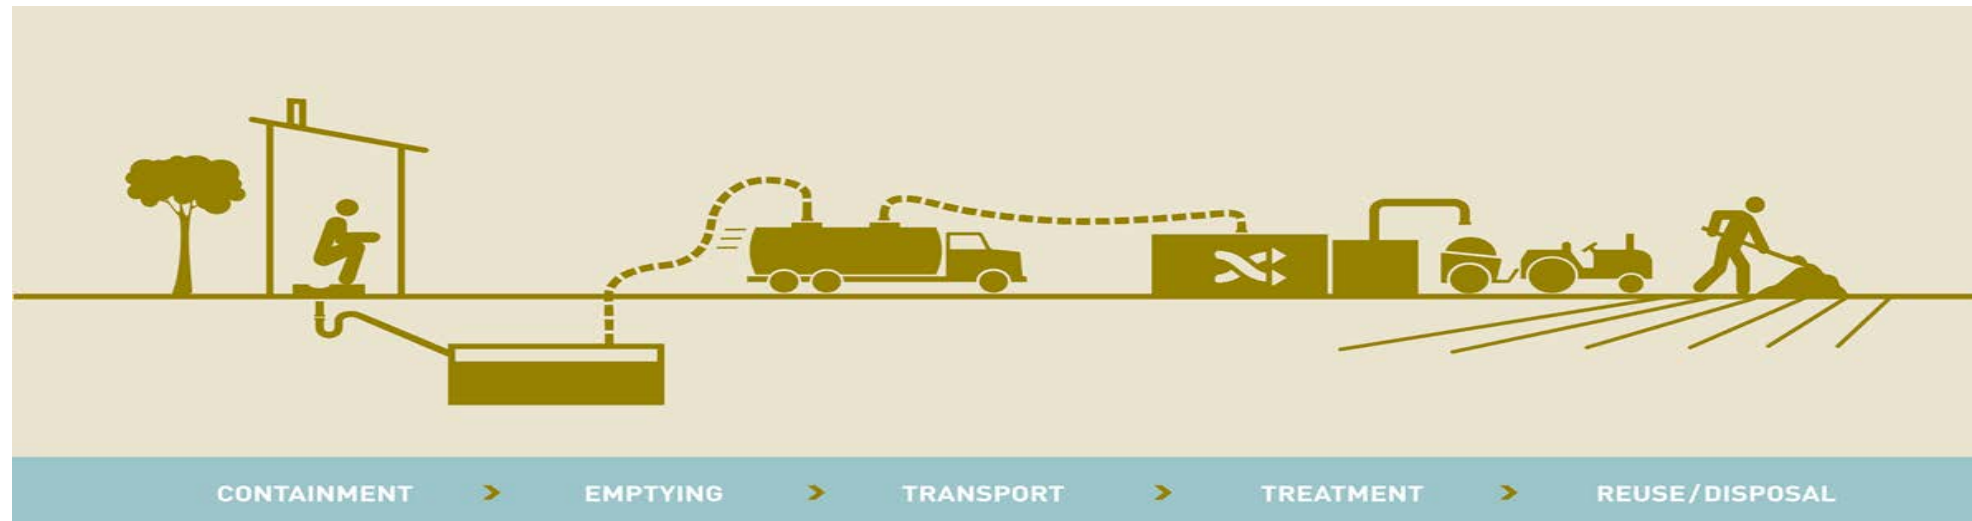 CONTAINMENT > EMPTYING > TRANSPORT > TREATMENT > REUSE/DISPOSAL